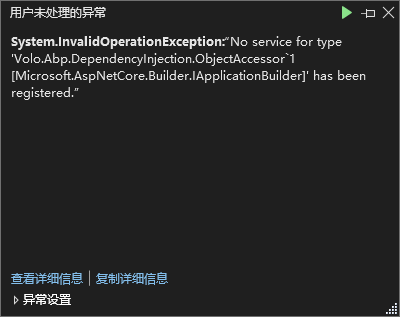 用户未处理的异常
System.InvalidOperationException:“No service for type
'Volo.Abp.DependencyInjection.ObjectAccessor`1
[Microsoft.AspNetCore.Builder.IApplicationBuilder]' has been
registered.”
查看详细信息 | 复制详细信息
异常设置